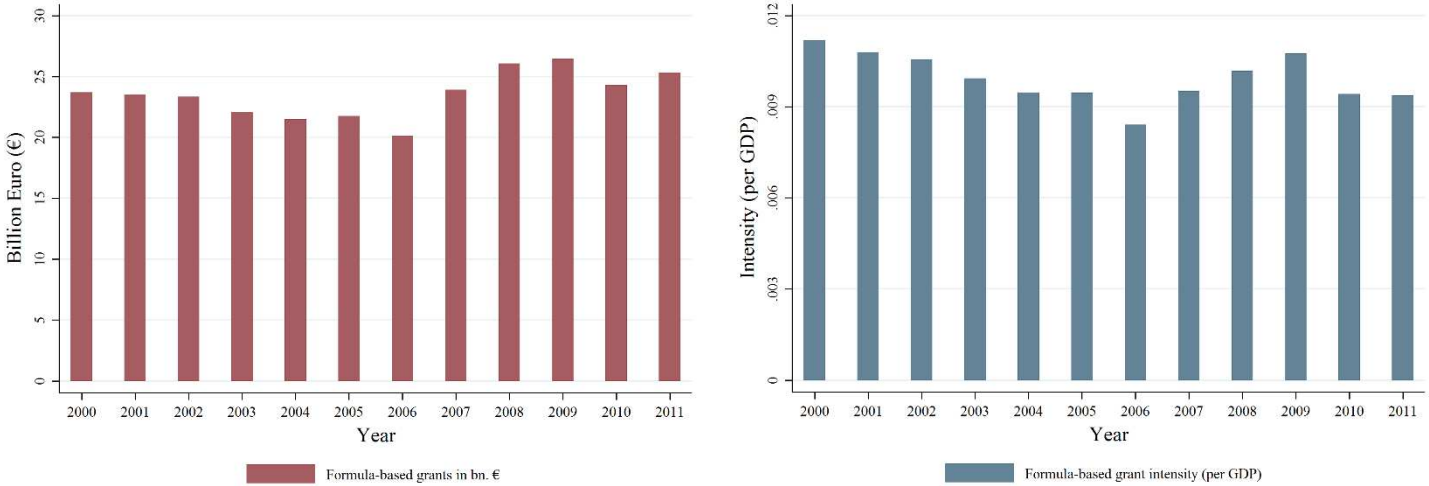 Billion Euro (€)
30
25
20
15
10
5
0
2000 2001 2002 2003 2004 2005 2006 2007 2008 2009 2010 2011
Year
Formula-based grants in bn. €
Intensity (per GDP)
.012
.009
.006
.003
0
2000 2001 2002 2003 2004 2005 2006 2007 2008 2009 2010 2011
Year
Formula-based grant intensity (per GDP)